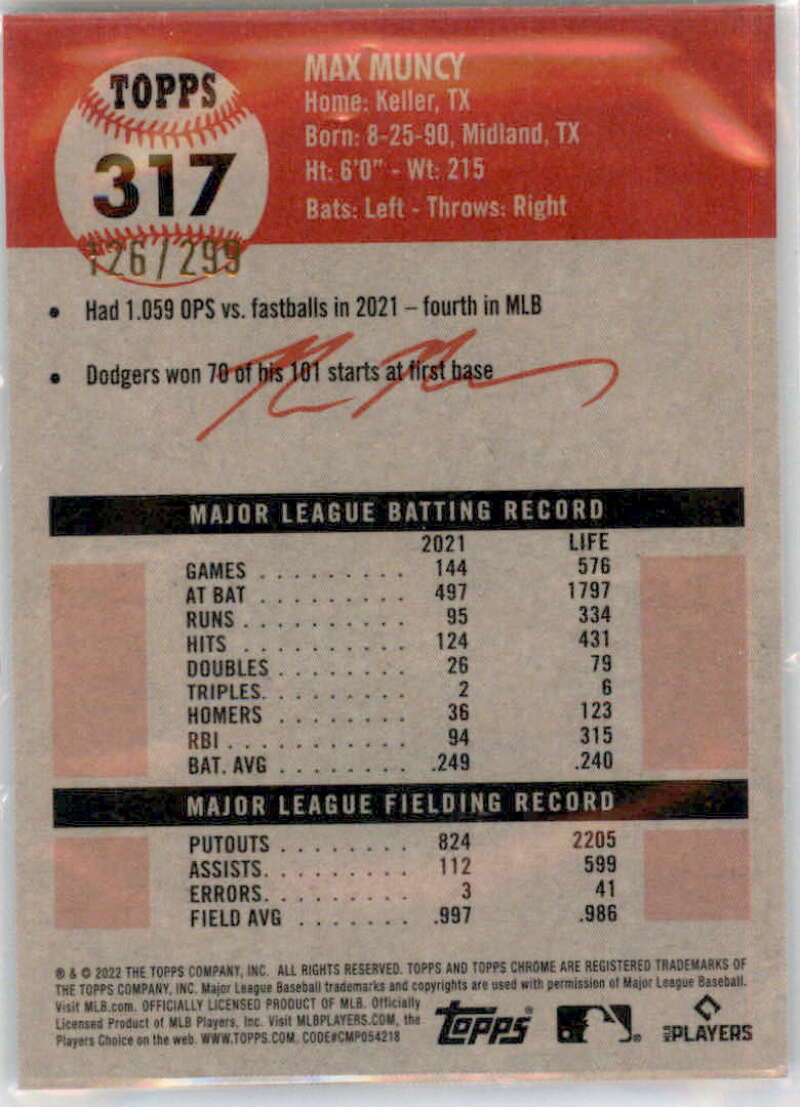 TOPPS
317
126/299
MAX MUNCY
Home: Keller, TX
Born: 8-25-90, Midland, TX
Ht: 6'0" - Wt: 215
Bats: Left - Throws: Right
• Had 1.059 OPS vs. fastballs in 2021 – fourth in MLB
• Dodgers won 70 of his 101 starts at first base
MAJOR LEAGUE BATTING RECORD
2021 LIFE
GAMES . . . . . . . . . 144 576
AT BAT . . . . . . . . . 497 1797
RUNS . . . . . . . . . . 95 334
HITS . . . . . . . . . . 124 431
DOUBLES . . . . . . . . 26 79
TRIPLES. . . . . . . . . 2 6
HOMERS . . . . . . . . 36 123
RBI . . . . . . . . . . . 94 315
BAT. AVG . . . . . . . . .249 .240
MAJOR LEAGUE FIELDING RECORD
PUTOUTS . . . . . . . . 824 2205
ASSISTS. . . . . . . . . 112 599
ERRORS. . . . . . . . . 3 41
FIELD AVG . . . . . . . .997 .986
® & © 2022 THE TOPPS COMPANY, INC. ALL RIGHTS RESERVED. TOPPS AND TOPPS CHROME ARE REGISTERED TRADEMARKS OF
THE TOPPS COMPANY, INC. Major League Baseball trademarks and copyrights are used with permission of Major League Baseball.
Visit MLB.com. OFFICIALLY LICENSED PRODUCT OF MLB. Officially
Licensed Product of MLB Players, Inc. Visit MLBPLAYERS.COM, the
Players Choice on the web. WWW.TOPPS.COM. CODE#CMP054218
topps®
MLB PLAYERS